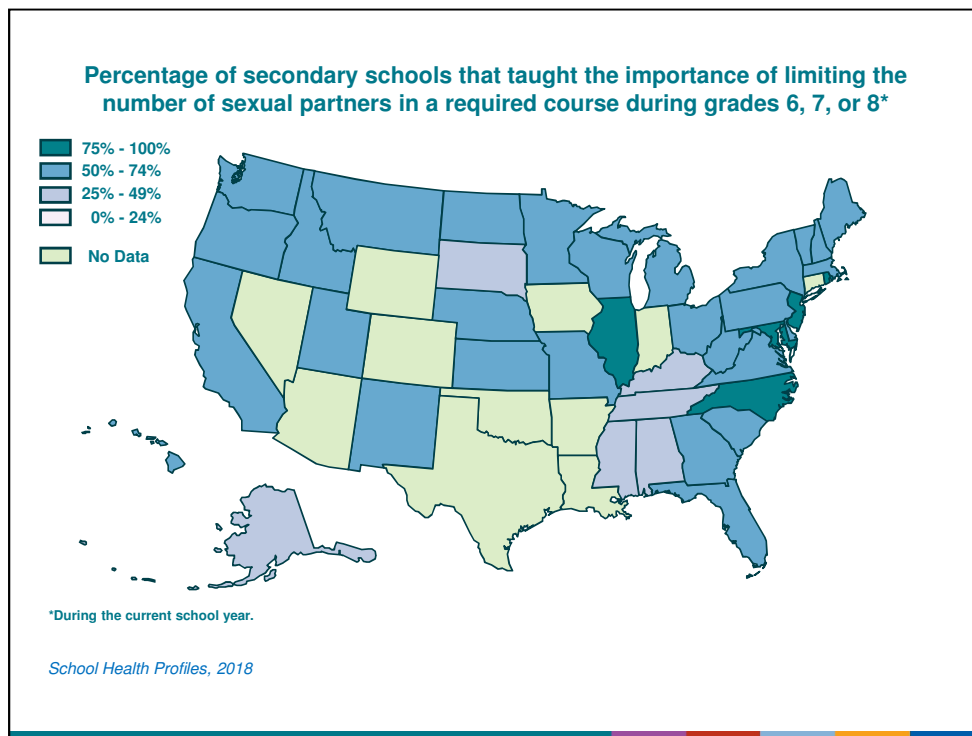 Percentage of secondary schools that taught the importance of limiting the
number of sexual partners in a required course during grades 6, 7, or 8*
75% - 100%
50% - 74%
25% - 49%
0% - 24%
No Data
*During the current school year.
School Health Profiles, 2018